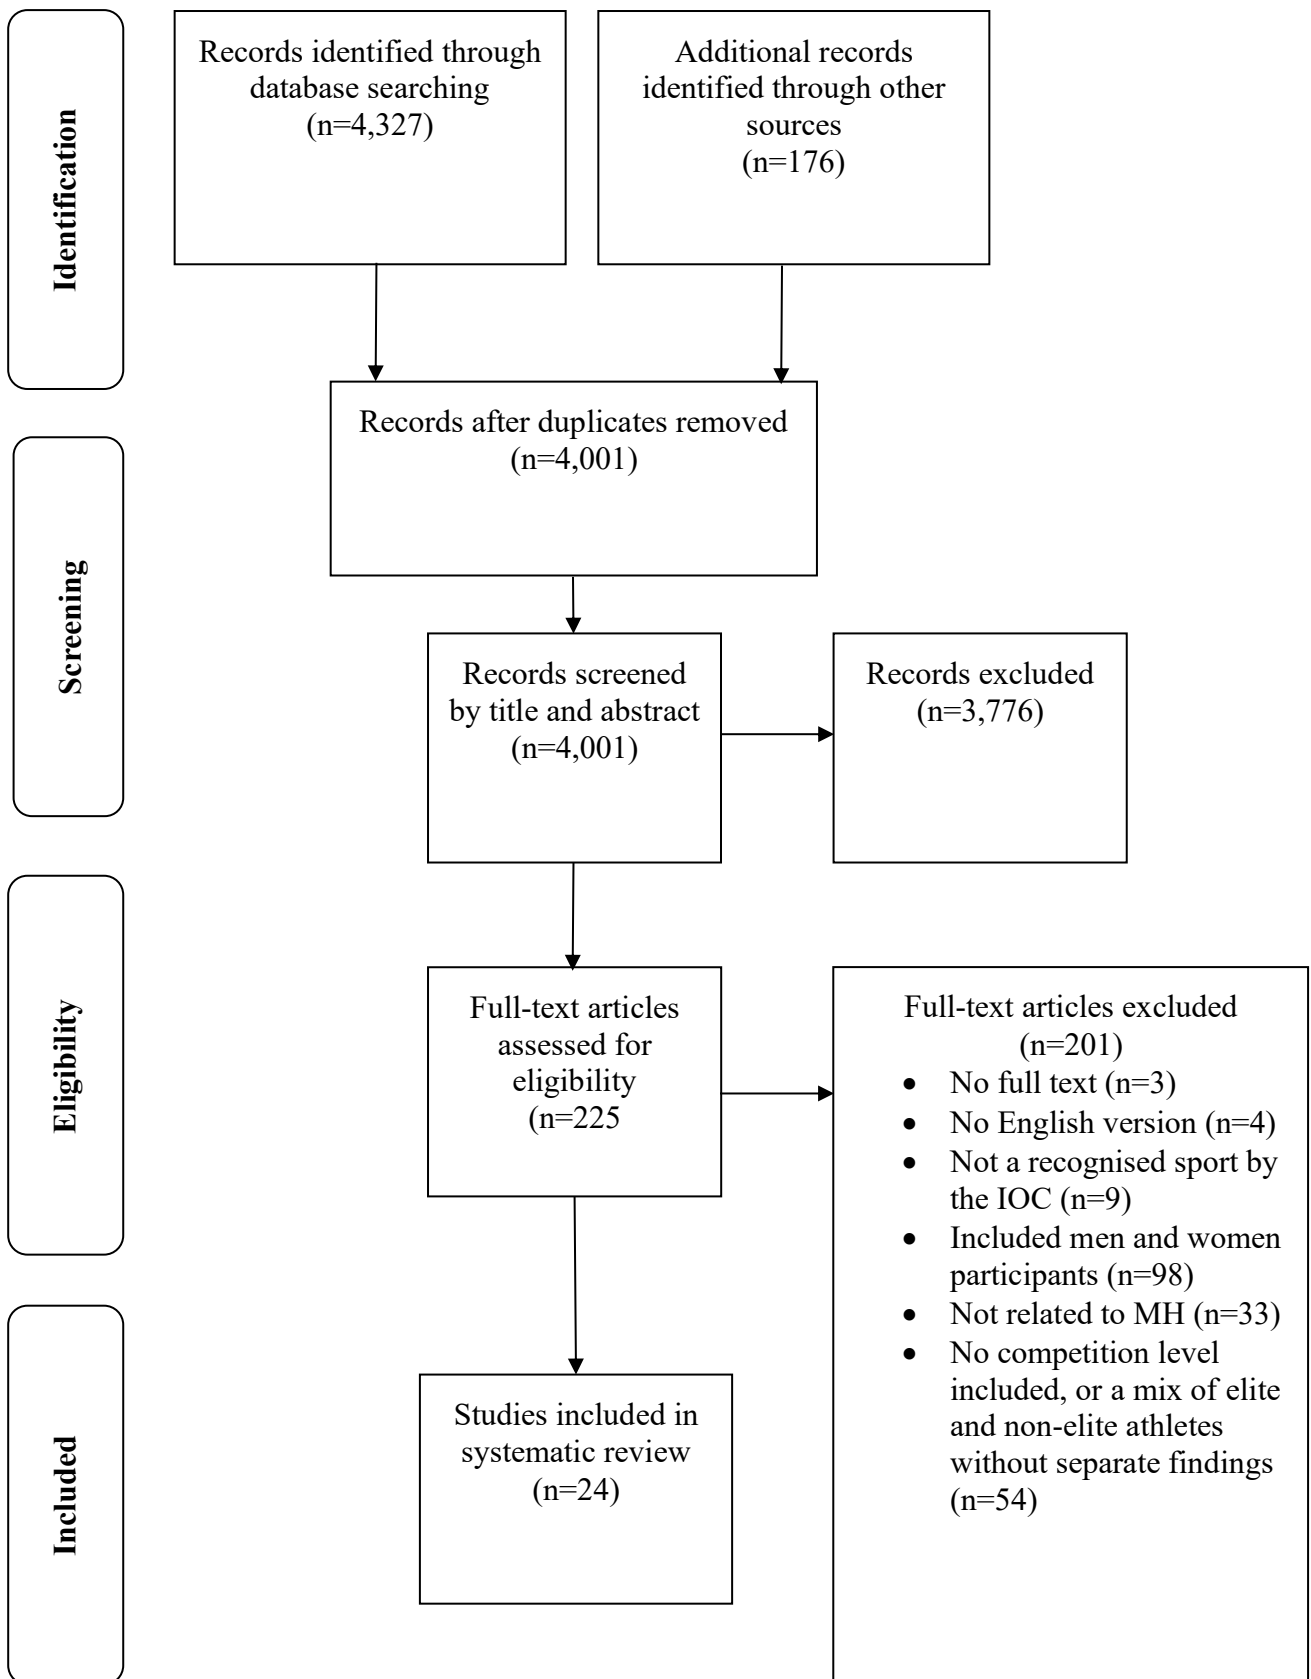 Identification
Records identified through
database searching
(n=4,327)
Additional records
identified through other
sources
(n=176)
Records after duplicates removed
(n=4,001)
Screening
Records screened
by title and abstract
(n=4,001)
Records excluded
(n=3,776)
Eligibility
Full-text articles
assessed for
eligibility
(n=225
Full-text articles excluded
(n=201)
• No full text (n=3)
• No English version (n=4)
• Not a recognised sport by
the IOC (n=9)
• Included men and women
participants (n=98)
• Not related to MH (n=33)
• No competition level
included, or a mix of elite
and non-elite athletes
without separate findings
(n=54)
Included
Studies included in
systematic review
(n=24)